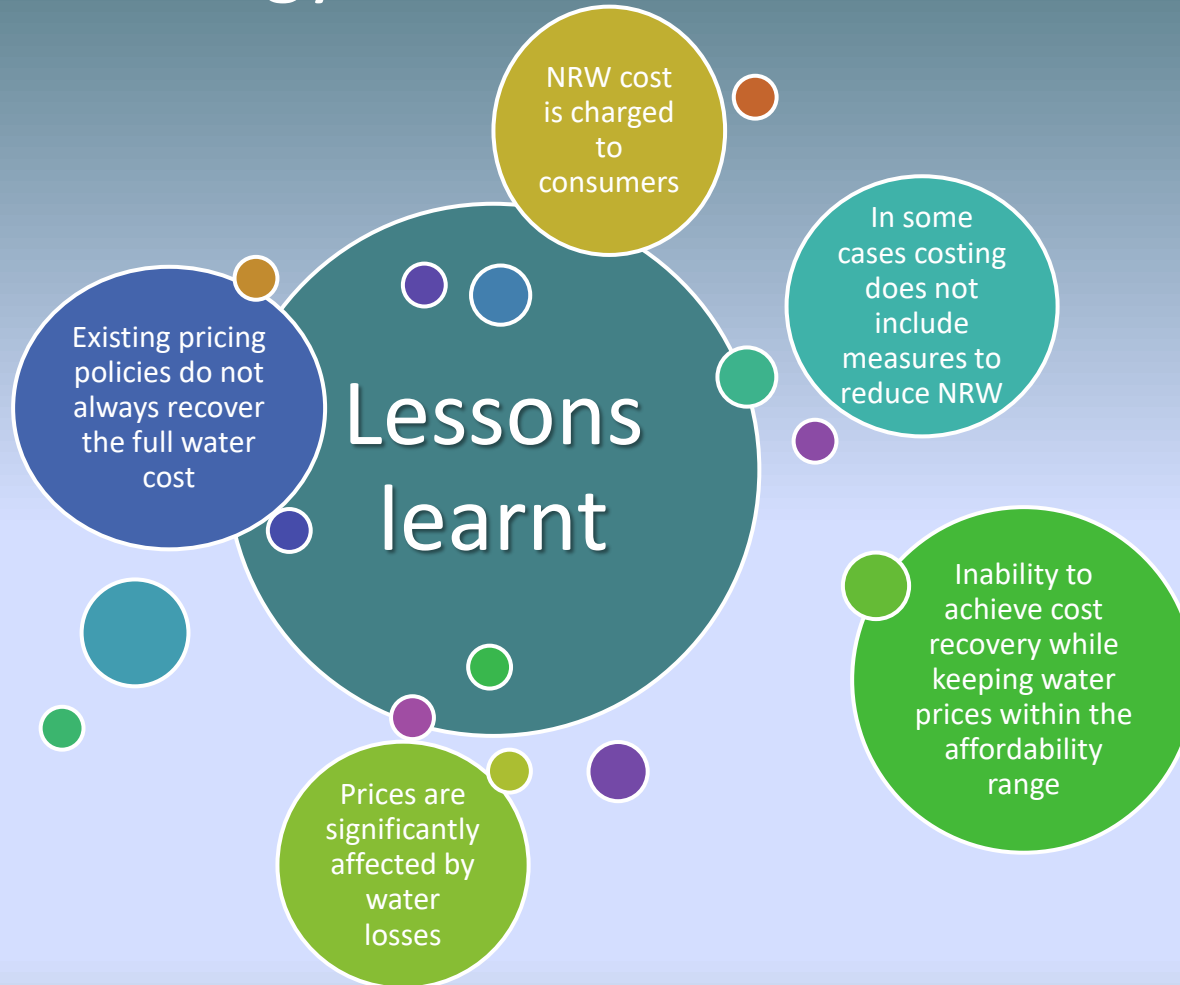 Lessons
learnt
NRW cost
is charged
to
consumers
In some
cases costing
does not
include
measures to
reduce NRW
Inability to
achieve cost
recovery while
keeping water
prices within the
affordability
range
Prices are
significantly
affected by
water
losses
Existing pricing
policies do not
always recover
the full water
cost